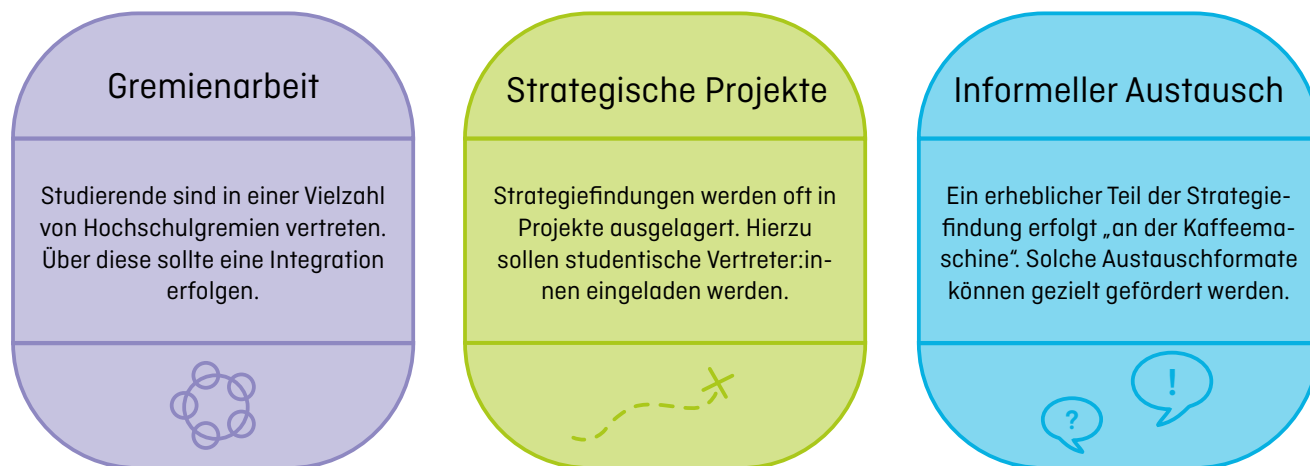 Gremienarbeit
Studierende sind in einer Vielzahl
von Hochschulgremien vertreten.
Über diese sollte eine Integration
erfolgen.
Strategische Projekte
Strategiefindungen werden oft in
Projekte ausgelagert. Hierzu
sollen studentische Vertreter:in-
nen eingeladen werden.
Informeller Austausch
Ein erheblicher Teil der Strategie-
findung erfolgt „an der Kaffeema-
schine“. Solche Austauschformate
können gezielt gefördert werden.
?
!